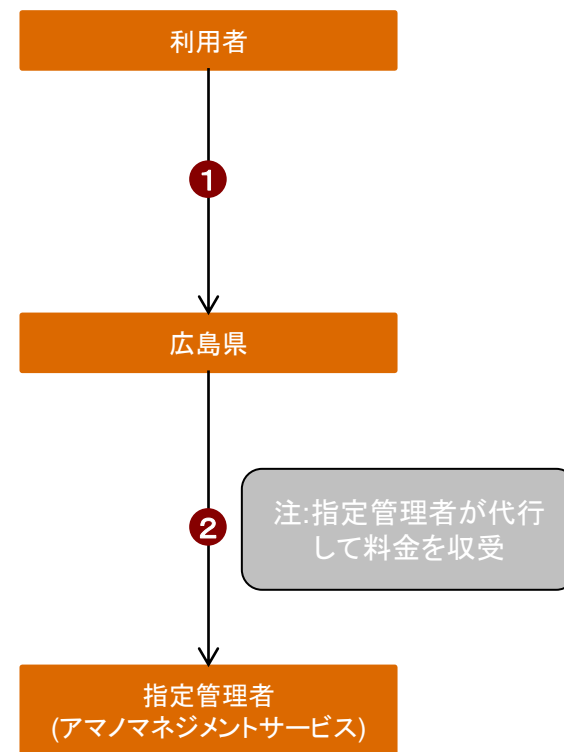 利用者
1
広島県
2
注:指定管理者が代行
して料金を収受
指定管理者
(アマノマネジメントサービス)